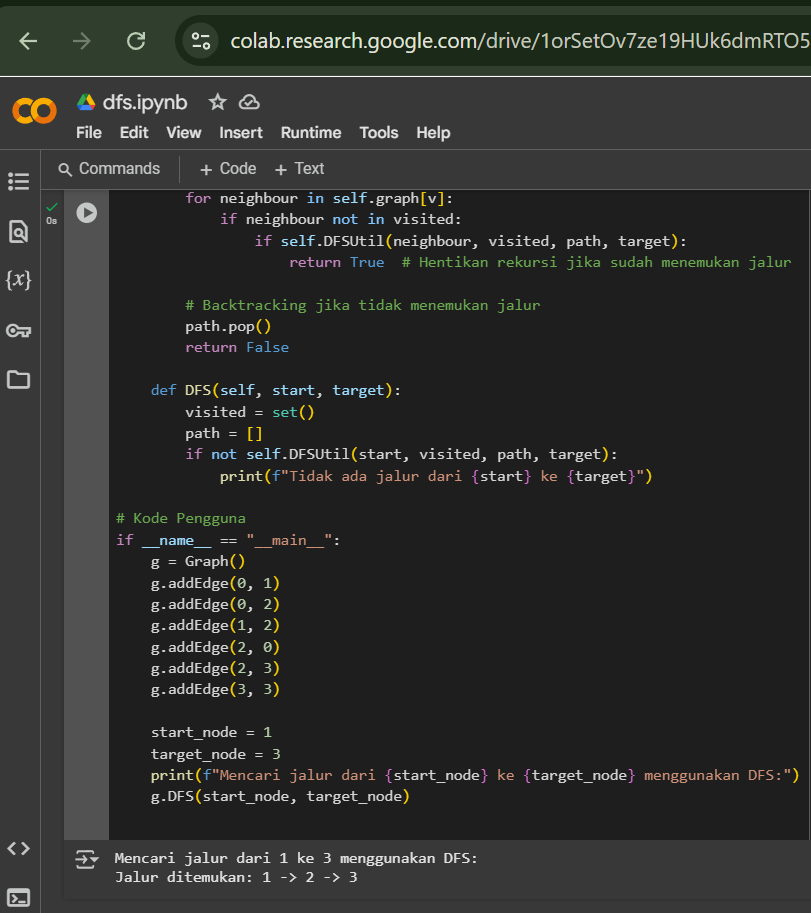 colab.research.google.com/drive/1orSetOv7ze19HUk6dmRTO5
dfs.ipynb
File Edit View Insert Runtime Tools Help
Commands + Code + Text
0s
{x}
for neighbour in self.graph[v]:
if neighbour not in visited:
if self.DFSUtil(neighbour, visited, path, target):
return True # Hentikan rekursi jika sudah menemukan jalur
# Backtracking jika tidak menemukan jalur
path.pop()
return False
def DFS(self, start, target):
visited = set()
path = []
if not self.DFSUtil(start, visited, path, target):
print(f"Tidak ada jalur dari {start} ke {target}")
# Kode Pengguna
if __name__ == "__main__":
g = Graph()
g.addEdge(0, 1)
g.addEdge(0, 2)
g.addEdge(1, 2)
g.addEdge(2, 0)
g.addEdge(2, 3)
g.addEdge(3, 3)
start_node = 1
target_node = 3
print(f"Mencari jalur dari {start_node} ke {target_node} menggunakan DFS:")
g.DFS(start_node, target_node)
Mencari jalur dari 1 ke 3 menggunakan DFS:
Jalur ditemukan: 1 -> 2 -> 3